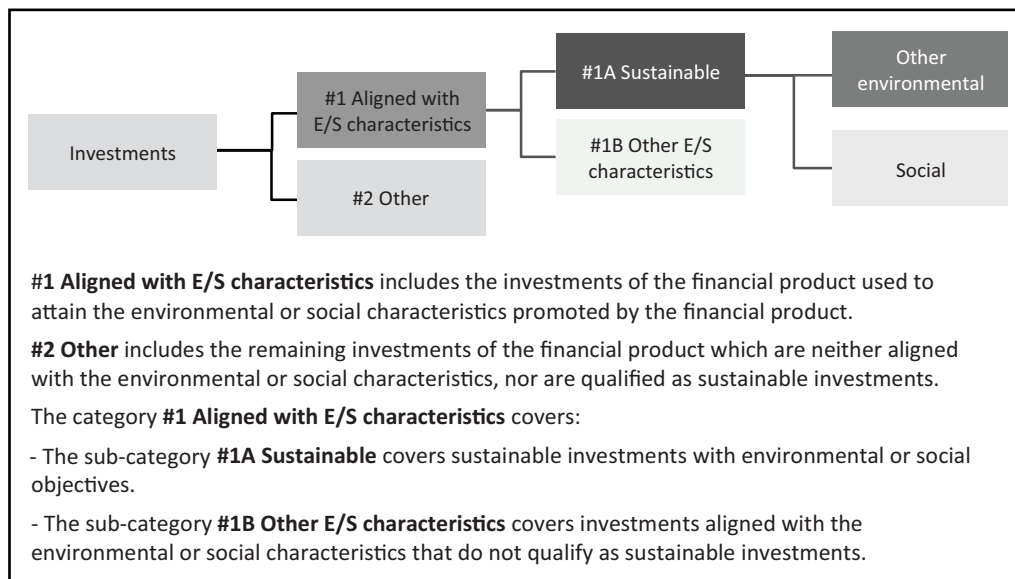 Investments
#1 Aligned with
E/S characteristics
#2 Other
#1A Sustainable
#1B Other E/S
characteristics
Other
environmental
Social
#1 Aligned with E/S characteristics includes the investments of the financial product used to
attain the environmental or social characteristics promoted by the financial product.
#2 Other includes the remaining investments of the financial product which are neither aligned
with the environmental or social characteristics, nor are qualified as sustainable investments.
The category #1 Aligned with E/S characteristics covers:
- The sub-category #1A Sustainable covers sustainable investments with environmental or social
objectives.
- The sub-category #1B Other E/S characteristics covers investments aligned with the
environmental or social characteristics that do not qualify as sustainable investments.